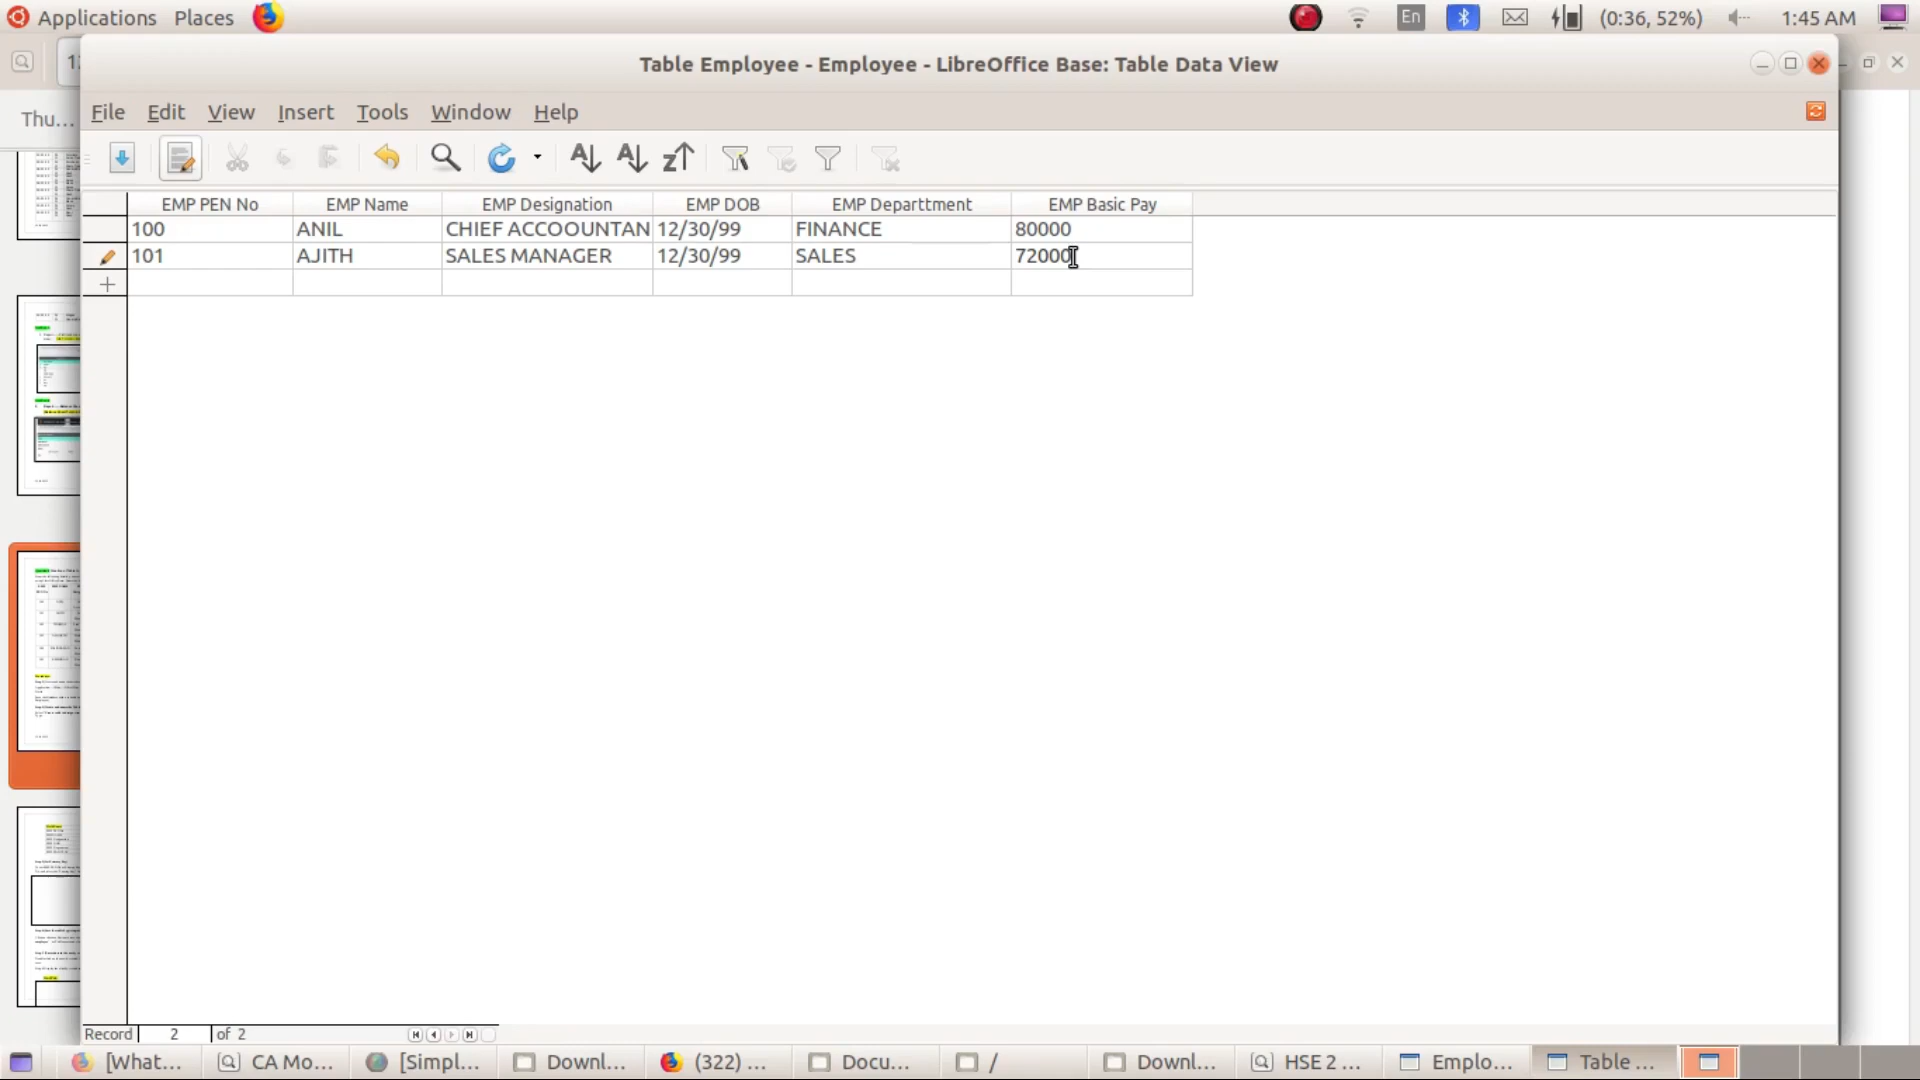 Applications Places
En
(0:36, 52%)
1:45 AM
Table Employee - Employee - LibreOffice Base: Table Data View
Thu...
File Edit View Insert Tools Window Help
EMP PEN No EMP Name EMP Designation EMP DOB EMP Departtment EMP Basic Pay
100 ANIL CHIEF ACCOOUNTAN 12/30/99 FINANCE 80000
101 AJITH SALES MANAGER 12/30/99 SALES 72000
Record 2 of 2
[What... CA Mo... [Simpl... Downl... (322) ... Docu... / Downl... HSE 2 ... Emplo... Table ...